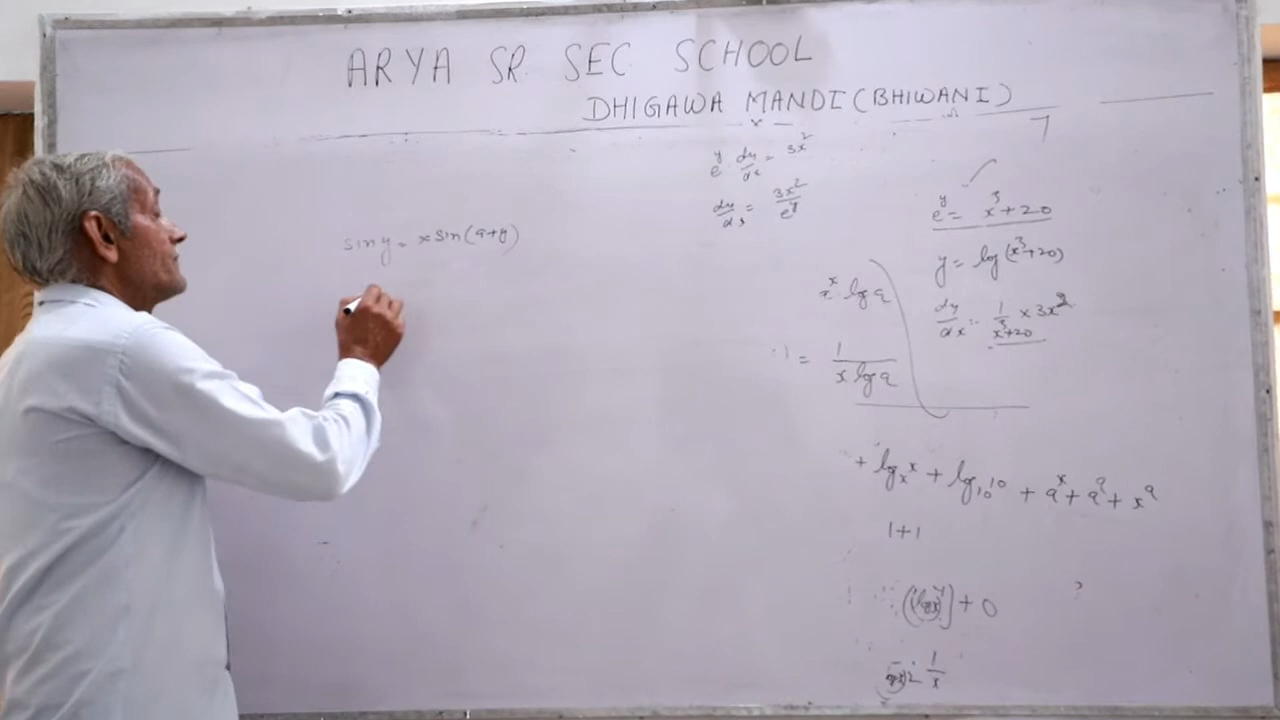 ARYA SR. SEC SCHOOL
DHIGAWA MANDI (BHIWANI)
7
e^y dy/dx = 3x^2
dy/dx = 3x^2/e^y
sin y = x sin(a+y)
e^y = x^3+20
y = log(x^3+20)
dy/dx = 1/(x^3+20) × 3x^2
a^x log a
= 1/(x log a)
+ log_x x + log_10 10 + a^x + a^a + x^a
1+1
+ 0
1/x